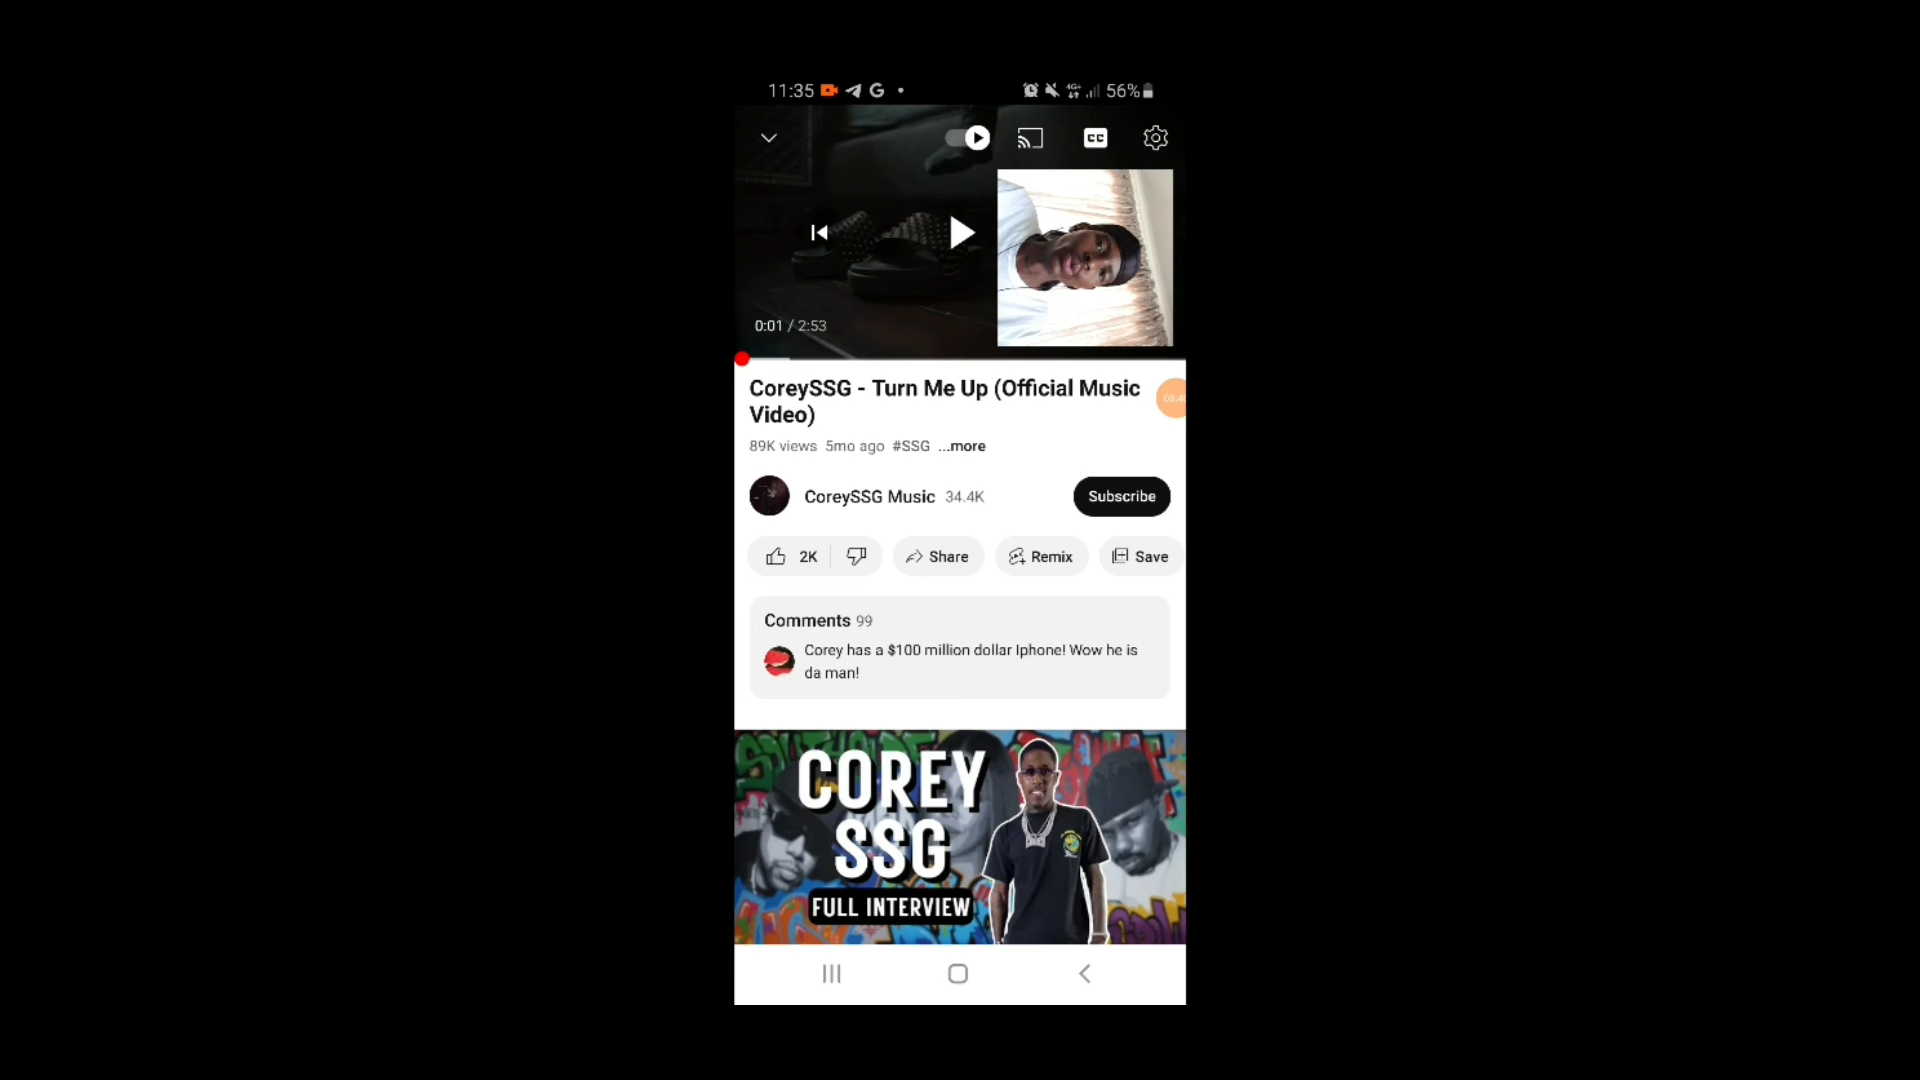 11:35 G 4G+ 56%
CC
0:01 / 2:53
CoreySSG - Turn Me Up (Official Music
Video)
89K views 5mo ago #SSG ...more
CoreySSG Music 34.4K Subscribe
2K Share Remix Save
Comments 99
Corey has a $100 million dollar Iphone! Wow he is
da man!
COREY
SSG
FULL INTERVIEW